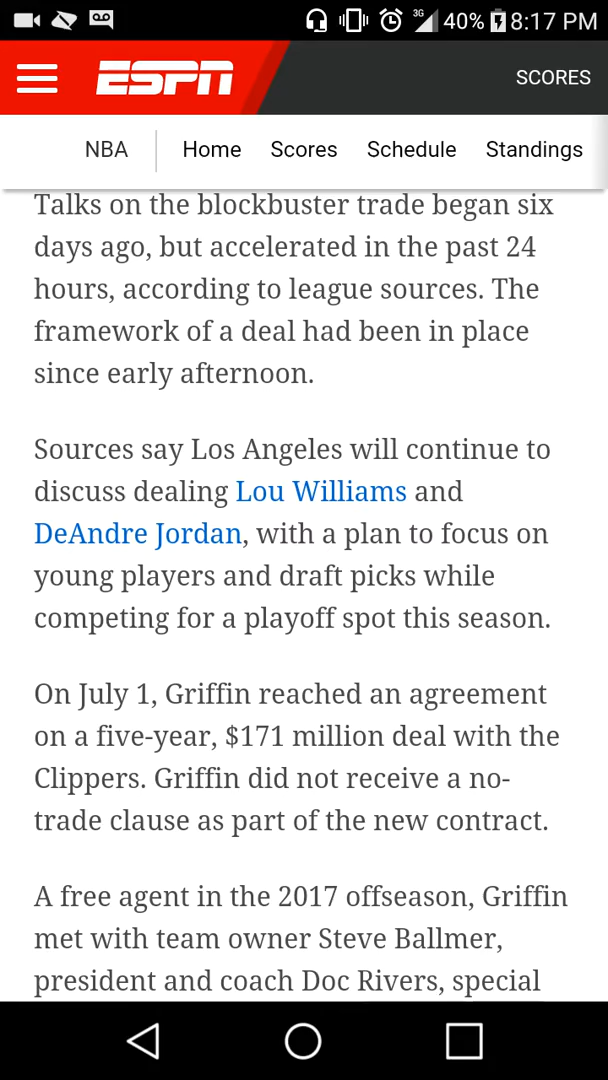 3G 40% 8:17 PM
ESPN SCORES
NBA Home Scores Schedule Standings
Talks on the blockbuster trade began six
days ago, but accelerated in the past 24
hours, according to league sources. The
framework of a deal had been in place
since early afternoon.
Sources say Los Angeles will continue to
discuss dealing Lou Williams and
DeAndre Jordan, with a plan to focus on
young players and draft picks while
competing for a playoff spot this season.
On July 1, Griffin reached an agreement
on a five-year, $171 million deal with the
Clippers. Griffin did not receive a no-
trade clause as part of the new contract.
A free agent in the 2017 offseason, Griffin
met with team owner Steve Ballmer,
president and coach Doc Rivers, special